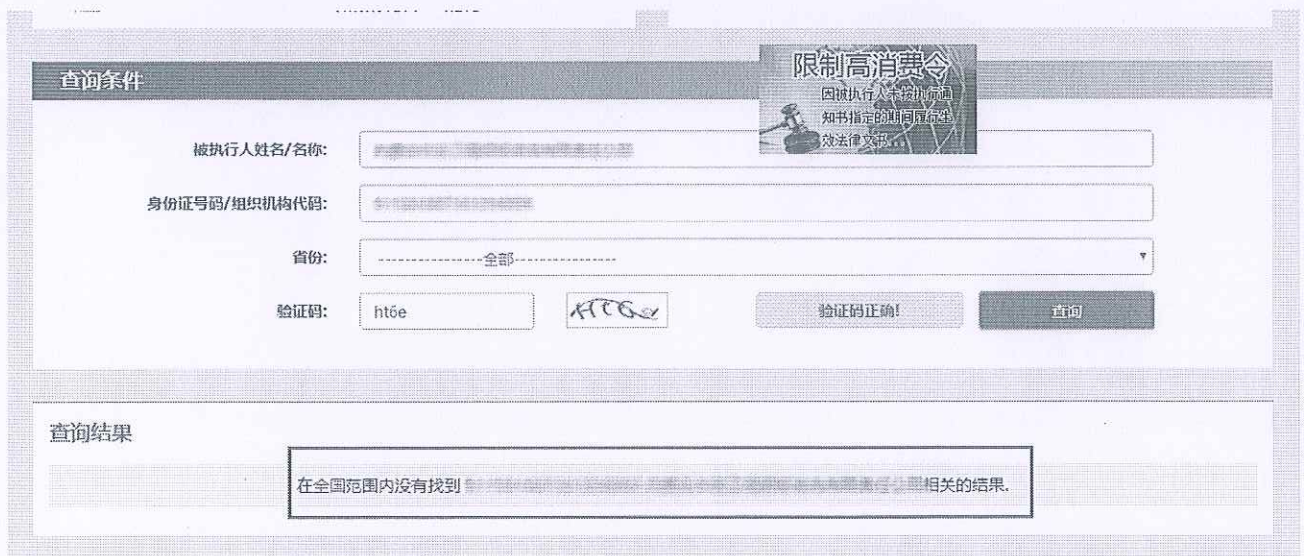 查询条件
限制高消费令
因被执行人未按执行通
知书指定的期间履行生
效法律文书...
被执行人姓名/名称:
身份证号码/组织机构代码:
省份:
----------------全部----------------
验证码:
ht6e
验证码正确!
查询
查询结果
在全国范围内没有找到
相关的结果.